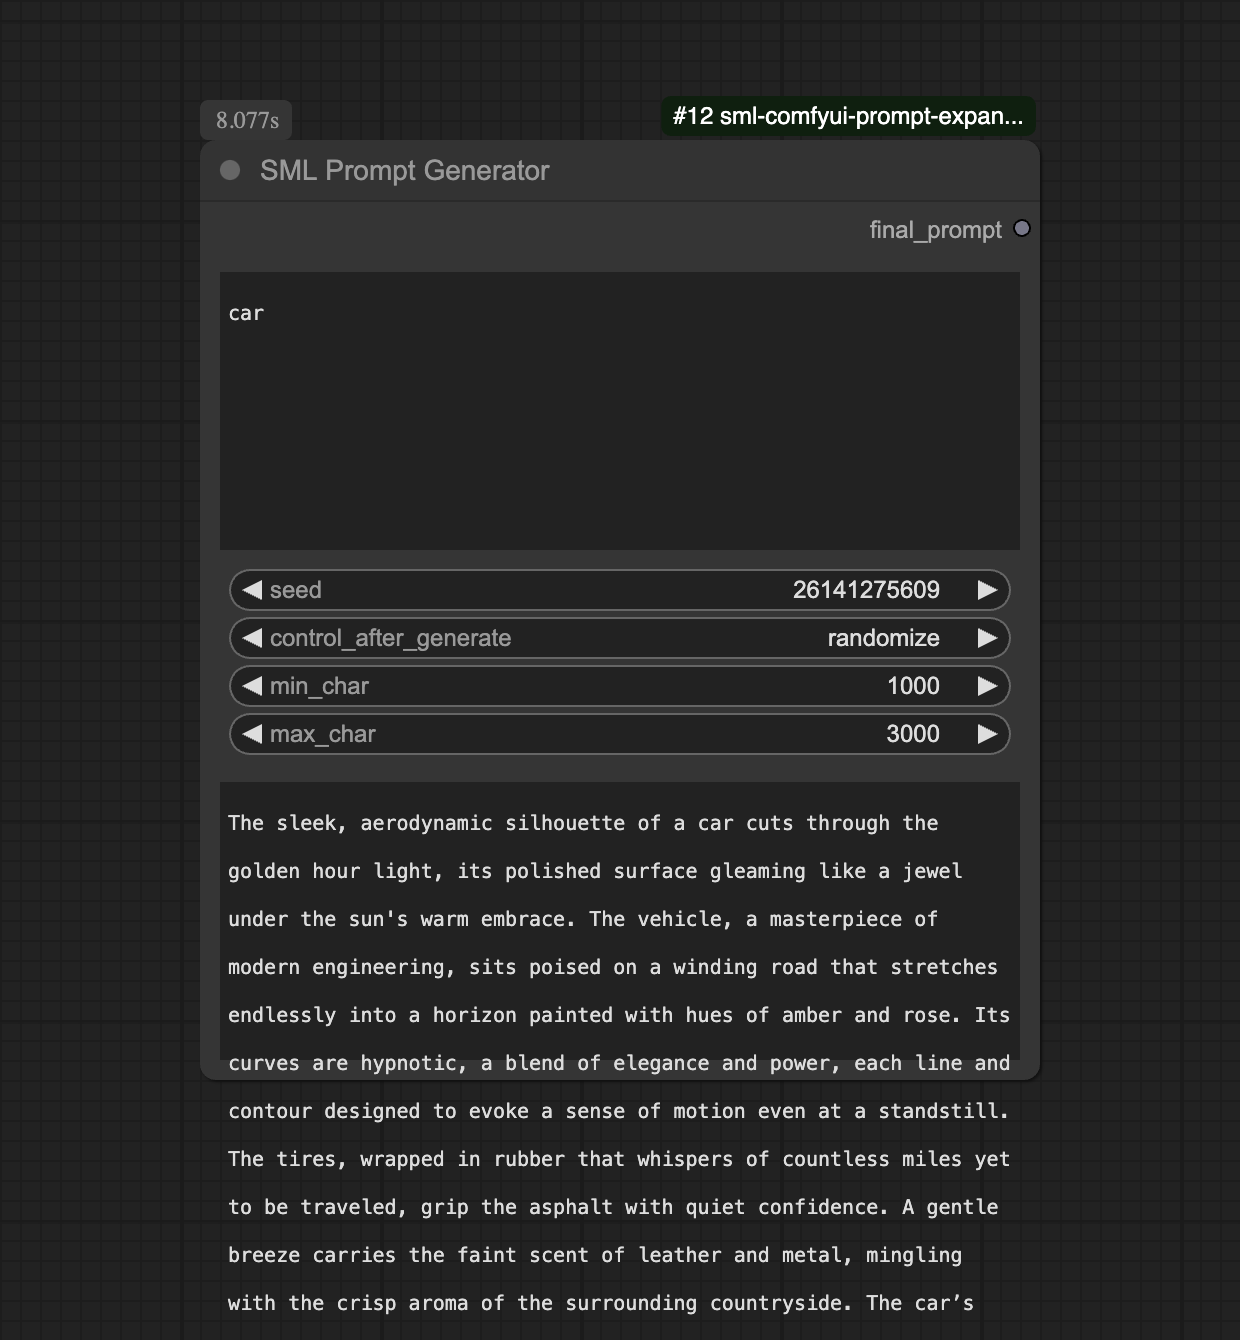 8.077s
#12 sml-comfyui-prompt-expan...
SML Prompt Generator
final_prompt
car
seed 26141275609
control_after_generate randomize
min_char 1000
max_char 3000
The sleek, aerodynamic silhouette of a car cuts through the
golden hour light, its polished surface gleaming like a jewel
under the sun's warm embrace. The vehicle, a masterpiece of
modern engineering, sits poised on a winding road that stretches
endlessly into a horizon painted with hues of amber and rose. Its
curves are hypnotic, a blend of elegance and power, each line and
contour designed to evoke a sense of motion even at a standstill.
The tires, wrapped in rubber that whispers of countless miles yet
to be traveled, grip the asphalt with quiet confidence. A gentle
breeze carries the faint scent of leather and metal, mingling
with the crisp aroma of the surrounding countryside. The car’s